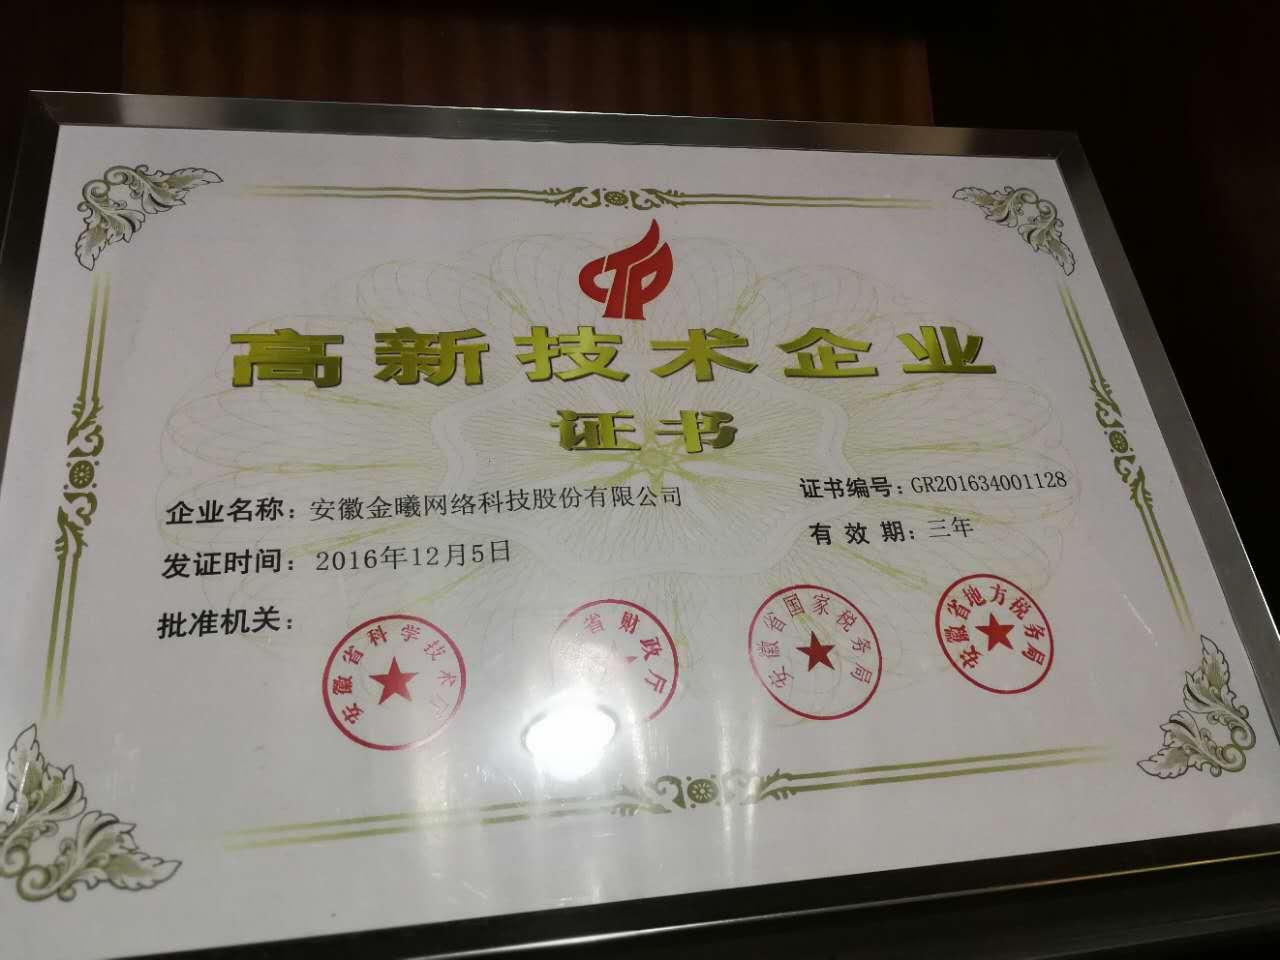 CTP
高新技术企业
证书
企业名称：安徽金曦网络科技股份有限公司
证书编号：GR201634001128
发证时间：2016年12月5日
有效期：三年
批准机关：
安徽省科学技术厅
省财政厅
安徽省国家税务局
安徽省地方税务局